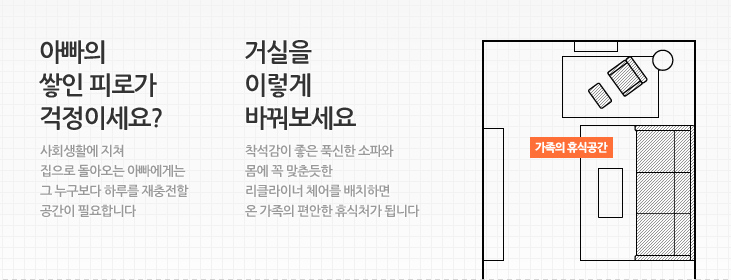 아빠의
쌓인 피로가
걱정이세요?
사회생활에 지쳐
집으로 돌아오는 아빠에게는
그 누구보다 하루를 재충전할
공간이 필요합니다
거실을
이렇게
바꿔보세요
착석감이 좋은 푹신한 소파와
몸에 꼭 맞춘듯한
리클라이너 체어를 배치하면
온 가족의 편안한 휴식처가 됩니다
가족의 휴식공간